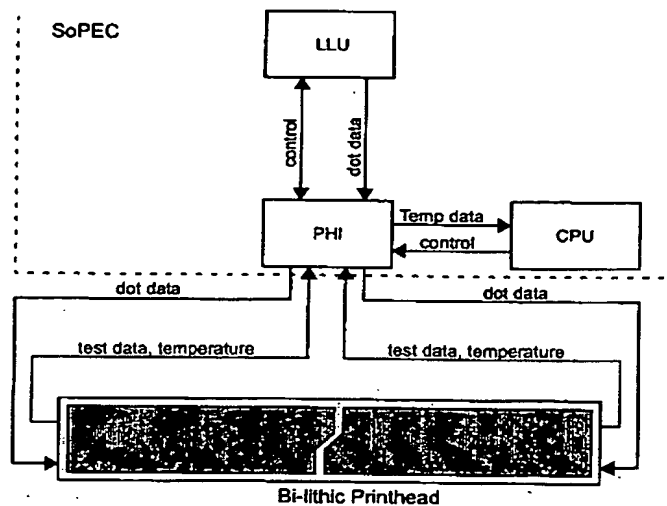 SoPEC
LLU
control
dot data
PHI
Temp data
control
CPU
dot data
dot data
test data, temperature
test data, temperature
Bi-lithic Printhead